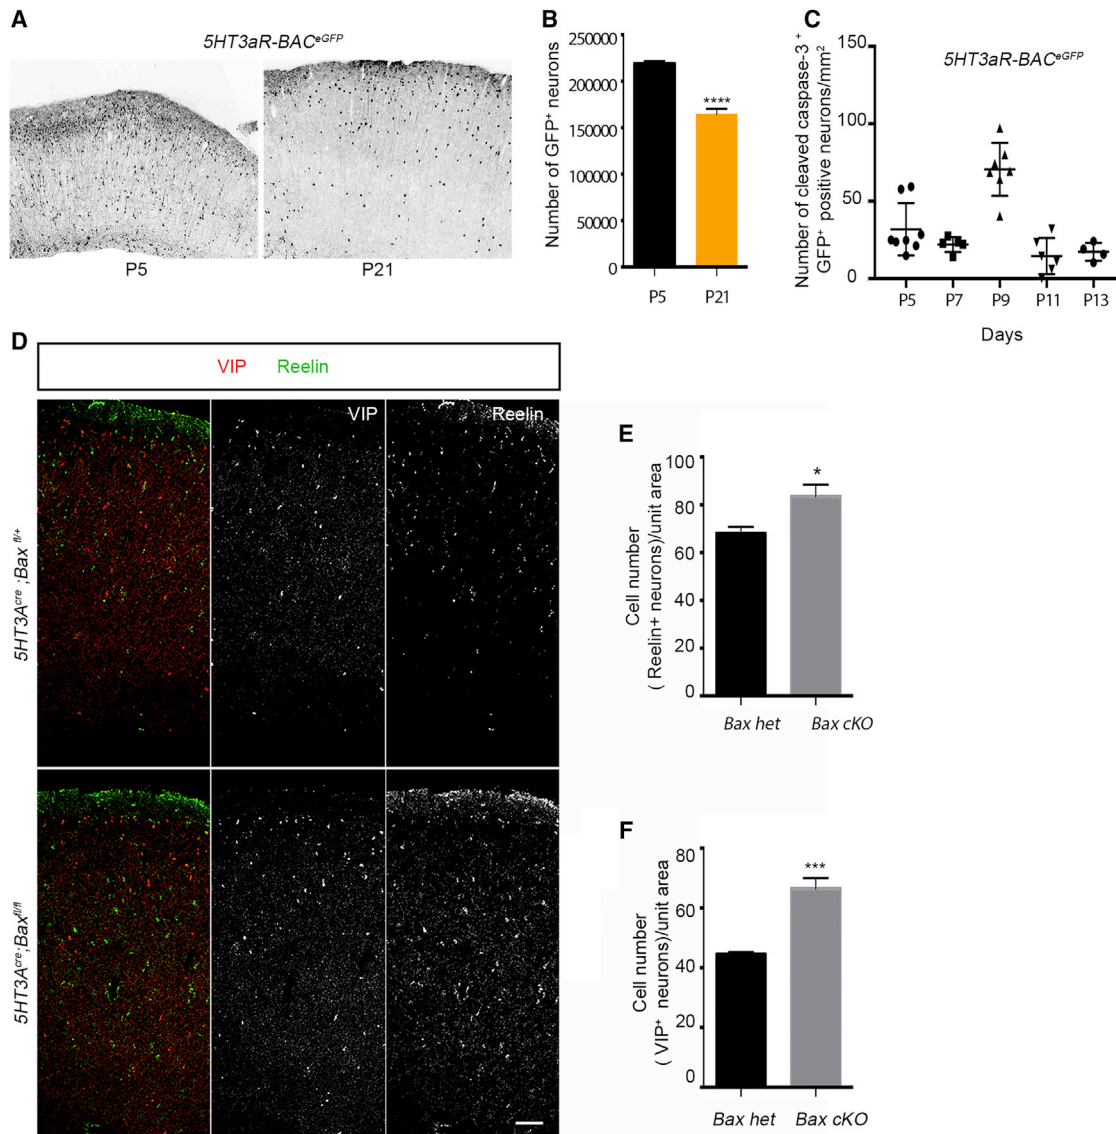 A
5HT3aR-BACeGFP
P5
P21
B
Number of GFP+ neurons
250000
200000
150000
100000
50000
0
****
P5
P21
C
5HT3aR-BACeGFP
Number of cleaved caspase-3 +
GFP+ positive neurons/mm2
150
100
50
0
P5
P7
P9
P11
P13
Days
D
VIP
Reelin
VIP
Reelin
5HT3Acre ;Bax fl/+
5HT3Acre;Baxfl/fl
E
Cell number
( Reelin+ neurons)/unit area
100
80
60
40
20
0
*
Bax het
Bax cKO
F
Cell number
( VIP+ neurons)/unit area
80
60
40
20
0
***
Bax het
Bax cKO